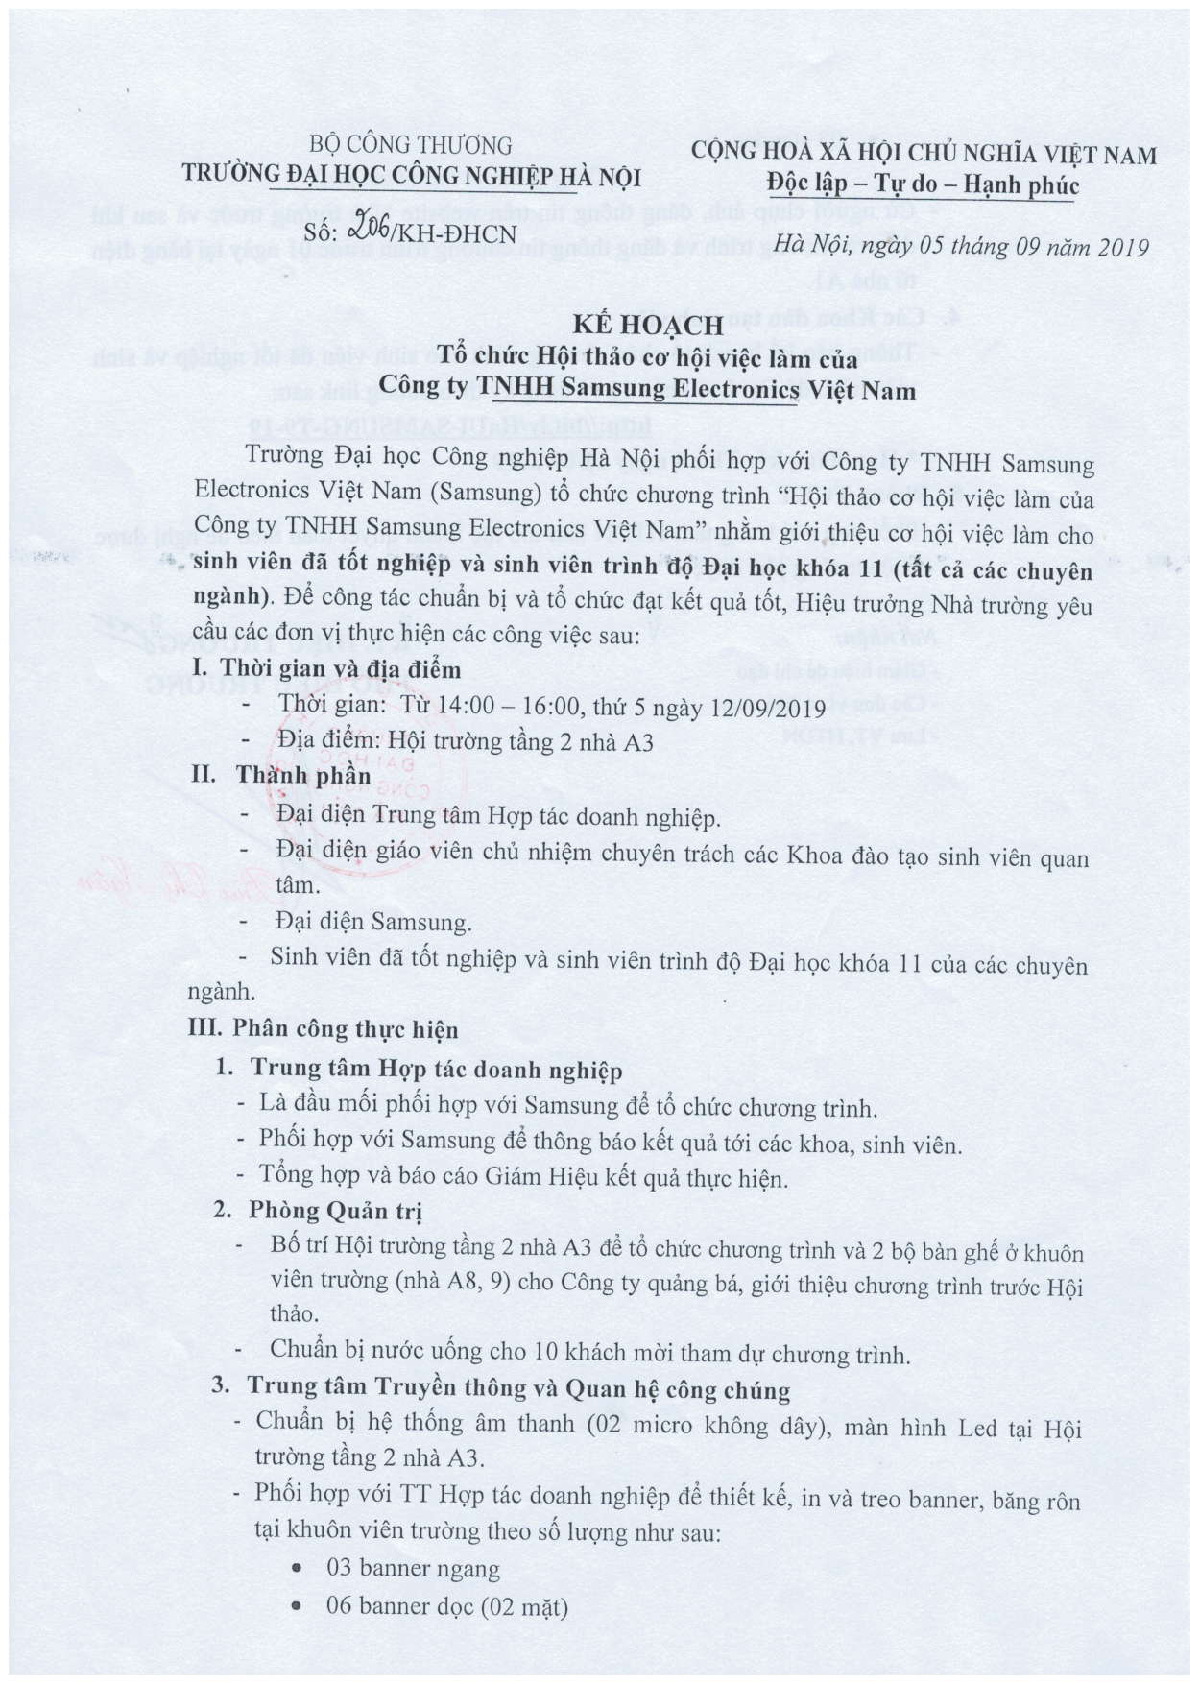 BỘ CÔNG THƯƠNG
TRƯỜNG ĐẠI HỌC CÔNG NGHIỆP HÀ NỘI
Số: 206/KH-ĐHCN
CỘNG HOÀ XÃ HỘI CHỦ NGHĨA VIỆT NAM
Độc lập – Tự do – Hạnh phúc
Hà Nội, ngày 05 tháng 09 năm 2019
KẾ HOẠCH
Tổ chức Hội thảo cơ hội việc làm của
Công ty TNHH Samsung Electronics Việt Nam
Trường Đại học Công nghiệp Hà Nội phối hợp với Công ty TNHH Samsung
Electronics Việt Nam (Samsung) tổ chức chương trình “Hội thảo cơ hội việc làm của
Công ty TNHH Samsung Electronics Việt Nam” nhằm giới thiệu cơ hội việc làm cho
sinh viên đã tốt nghiệp và sinh viên trình độ Đại học khóa 11 (tất cả các chuyên
ngành). Để công tác chuẩn bị và tổ chức đạt kết quả tốt, Hiệu trưởng Nhà trường yêu
cầu các đơn vị thực hiện các công việc sau:
I. Thời gian và địa điểm
- Thời gian: Từ 14:00 – 16:00, thứ 5 ngày 12/09/2019
- Địa điểm: Hội trường tầng 2 nhà A3
II. Thành phần
- Đại diện Trung tâm Hợp tác doanh nghiệp.
- Đại diện giáo viên chủ nhiệm chuyên trách các Khoa đào tạo sinh viên quan
tâm.
- Đại diện Samsung.
- Sinh viên đã tốt nghiệp và sinh viên trình độ Đại học khóa 11 của các chuyên
ngành.
III. Phân công thực hiện
1. Trung tâm Hợp tác doanh nghiệp
- Là đầu mối phối hợp với Samsung để tổ chức chương trình.
- Phối hợp với Samsung để thông báo kết quả tới các khoa, sinh viên.
- Tổng hợp và báo cáo Giám Hiệu kết quả thực hiện.
2. Phòng Quản trị
- Bố trí Hội trường tầng 2 nhà A3 để tổ chức chương trình và 2 bộ bàn ghế ở khuôn
viên trường (nhà A8, 9) cho Công ty quảng bá, giới thiệu chương trình trước Hội
thảo.
- Chuẩn bị nước uống cho 10 khách mời tham dự chương trình.
3. Trung tâm Truyền thông và Quan hệ công chúng
- Chuẩn bị hệ thống âm thanh (02 micro không dây), màn hình Led tại Hội
trường tầng 2 nhà A3.
- Phối hợp với TT Hợp tác doanh nghiệp để thiết kế, in và treo banner, băng rôn
tại khuôn viên trường theo số lượng như sau:
• 03 banner ngang
• 06 banner dọc (02 mặt)